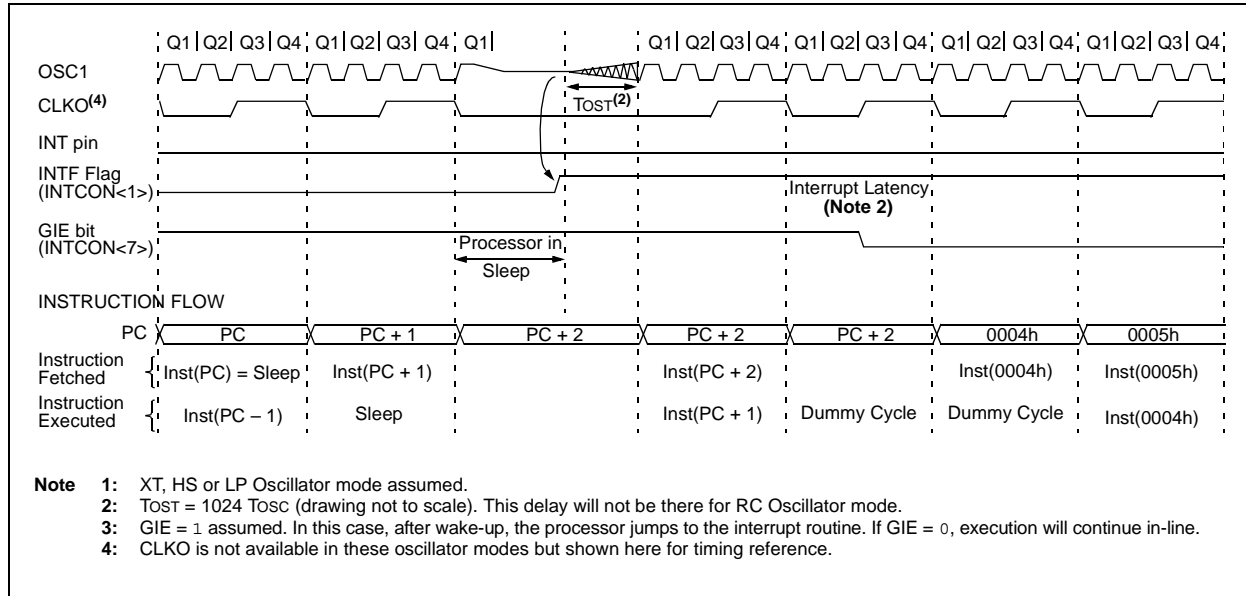 Q1 Q2 Q3 Q4 Q1 Q2 Q3 Q4 Q1 Q1 Q2 Q3 Q4 Q1 Q2 Q3 Q4 Q1 Q2 Q3 Q4 Q1 Q2 Q3 Q4
OSC1
CLKO(4)
TOST(2)
INT pin
INTF Flag
(INTCON<1>)
Interrupt Latency
(Note 2)
GIE bit
(INTCON<7>)
Processor in
Sleep
INSTRUCTION FLOW
PC PC PC + 1 PC + 2 PC + 2 PC + 2 0004h 0005h
Instruction
Fetched
Inst(PC) = Sleep Inst(PC + 1) Inst(PC + 2) Inst(0004h) Inst(0005h)
Instruction
Executed
Inst(PC – 1) Sleep Inst(PC + 1) Dummy Cycle Dummy Cycle Inst(0004h)
Note 1: XT, HS or LP Oscillator mode assumed.
2: TOST = 1024 TOSC (drawing not to scale). This delay will not be there for RC Oscillator mode.
3: GIE = 1 assumed. In this case, after wake-up, the processor jumps to the interrupt routine. If GIE = 0, execution will continue in-line.
4: CLKO is not available in these oscillator modes but shown here for timing reference.